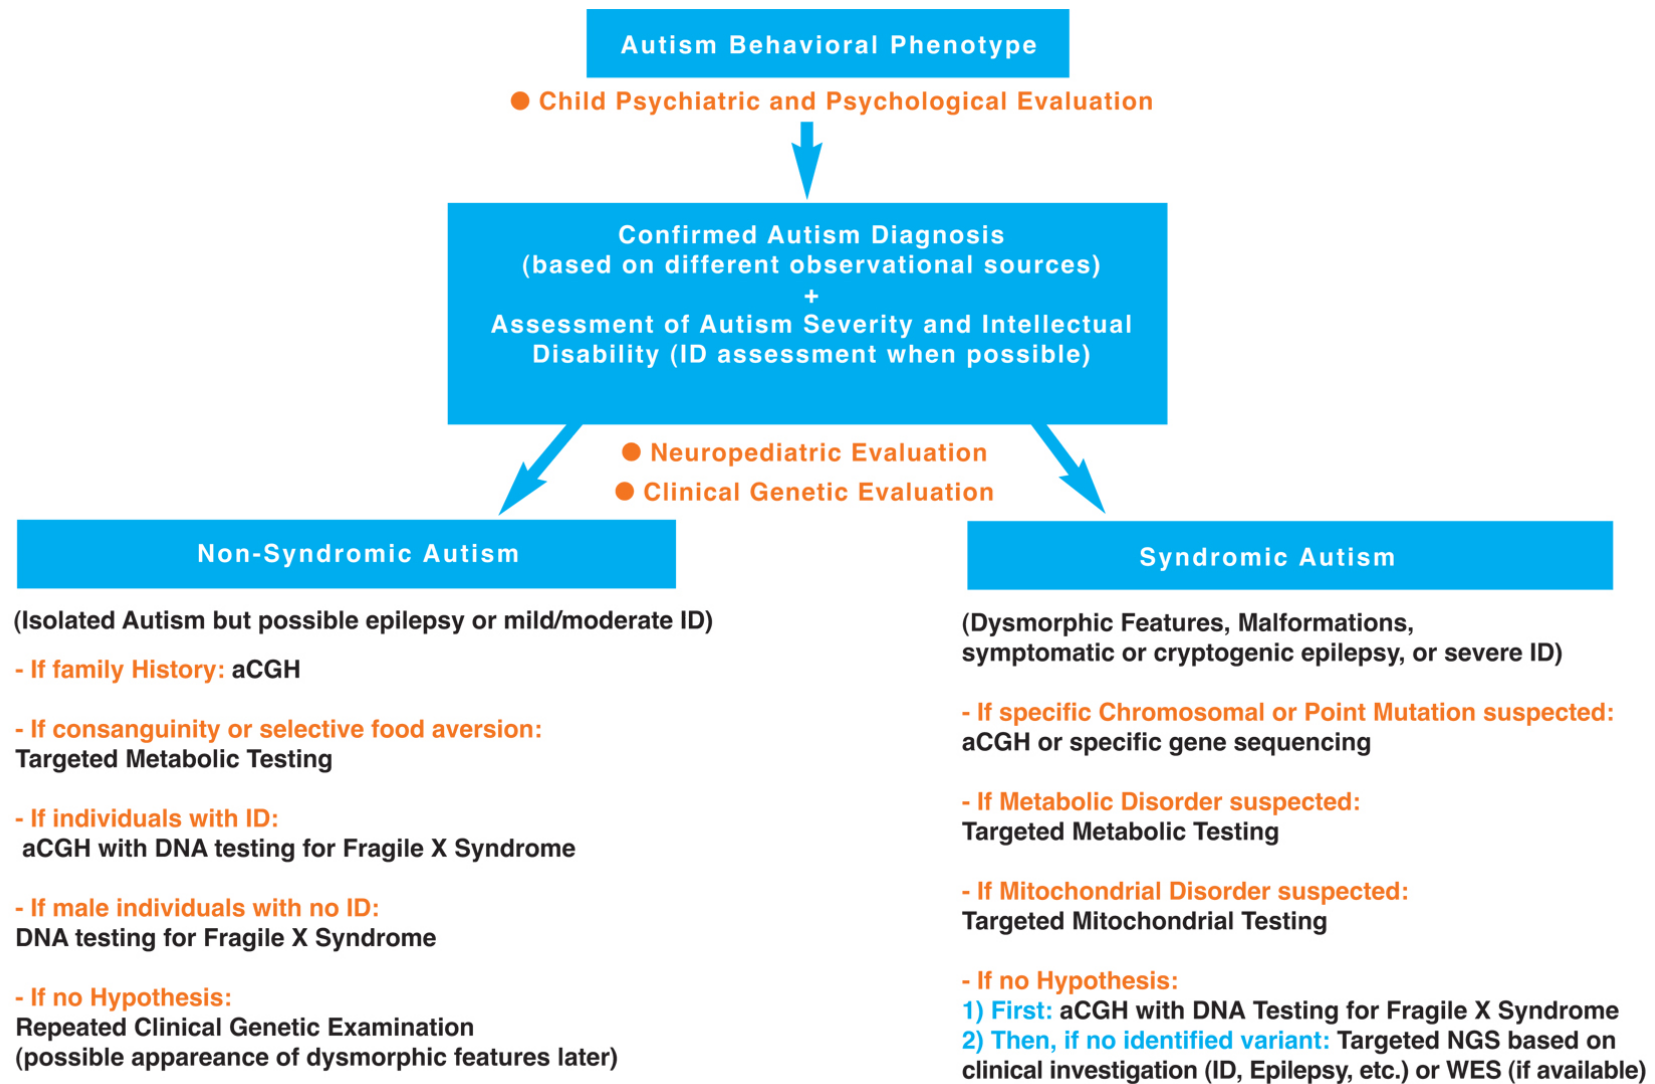 Autism Behavioral Phenotype
● Child Psychiatric and Psychological Evaluation
Confirmed Autism Diagnosis
(based on different observational sources)
+
Assessment of Autism Severity and Intellectual
Disability (ID assessment when possible)
● Neuropediatric Evaluation
● Clinical Genetic Evaluation
Non-Syndromic Autism
(Isolated Autism but possible epilepsy or mild/moderate ID)
- If family History: aCGH
- If consanguinity or selective food aversion:
Targeted Metabolic Testing
- If individuals with ID:
aCGH with DNA testing for Fragile X Syndrome
- If male individuals with no ID:
DNA testing for Fragile X Syndrome
- If no Hypothesis:
Repeated Clinical Genetic Examination
(possible appareance of dysmorphic features later)
Syndromic Autism
(Dysmorphic Features, Malformations,
symptomatic or cryptogenic epilepsy, or severe ID)
- If specific Chromosomal or Point Mutation suspected:
aCGH or specific gene sequencing
- If Metabolic Disorder suspected:
Targeted Metabolic Testing
- If Mitochondrial Disorder suspected:
Targeted Mitochondrial Testing
- If no Hypothesis:
1) First: aCGH with DNA Testing for Fragile X Syndrome
2) Then, if no identified variant: Targeted NGS based on
clinical investigation (ID, Epilepsy, etc.) or WES (if available)